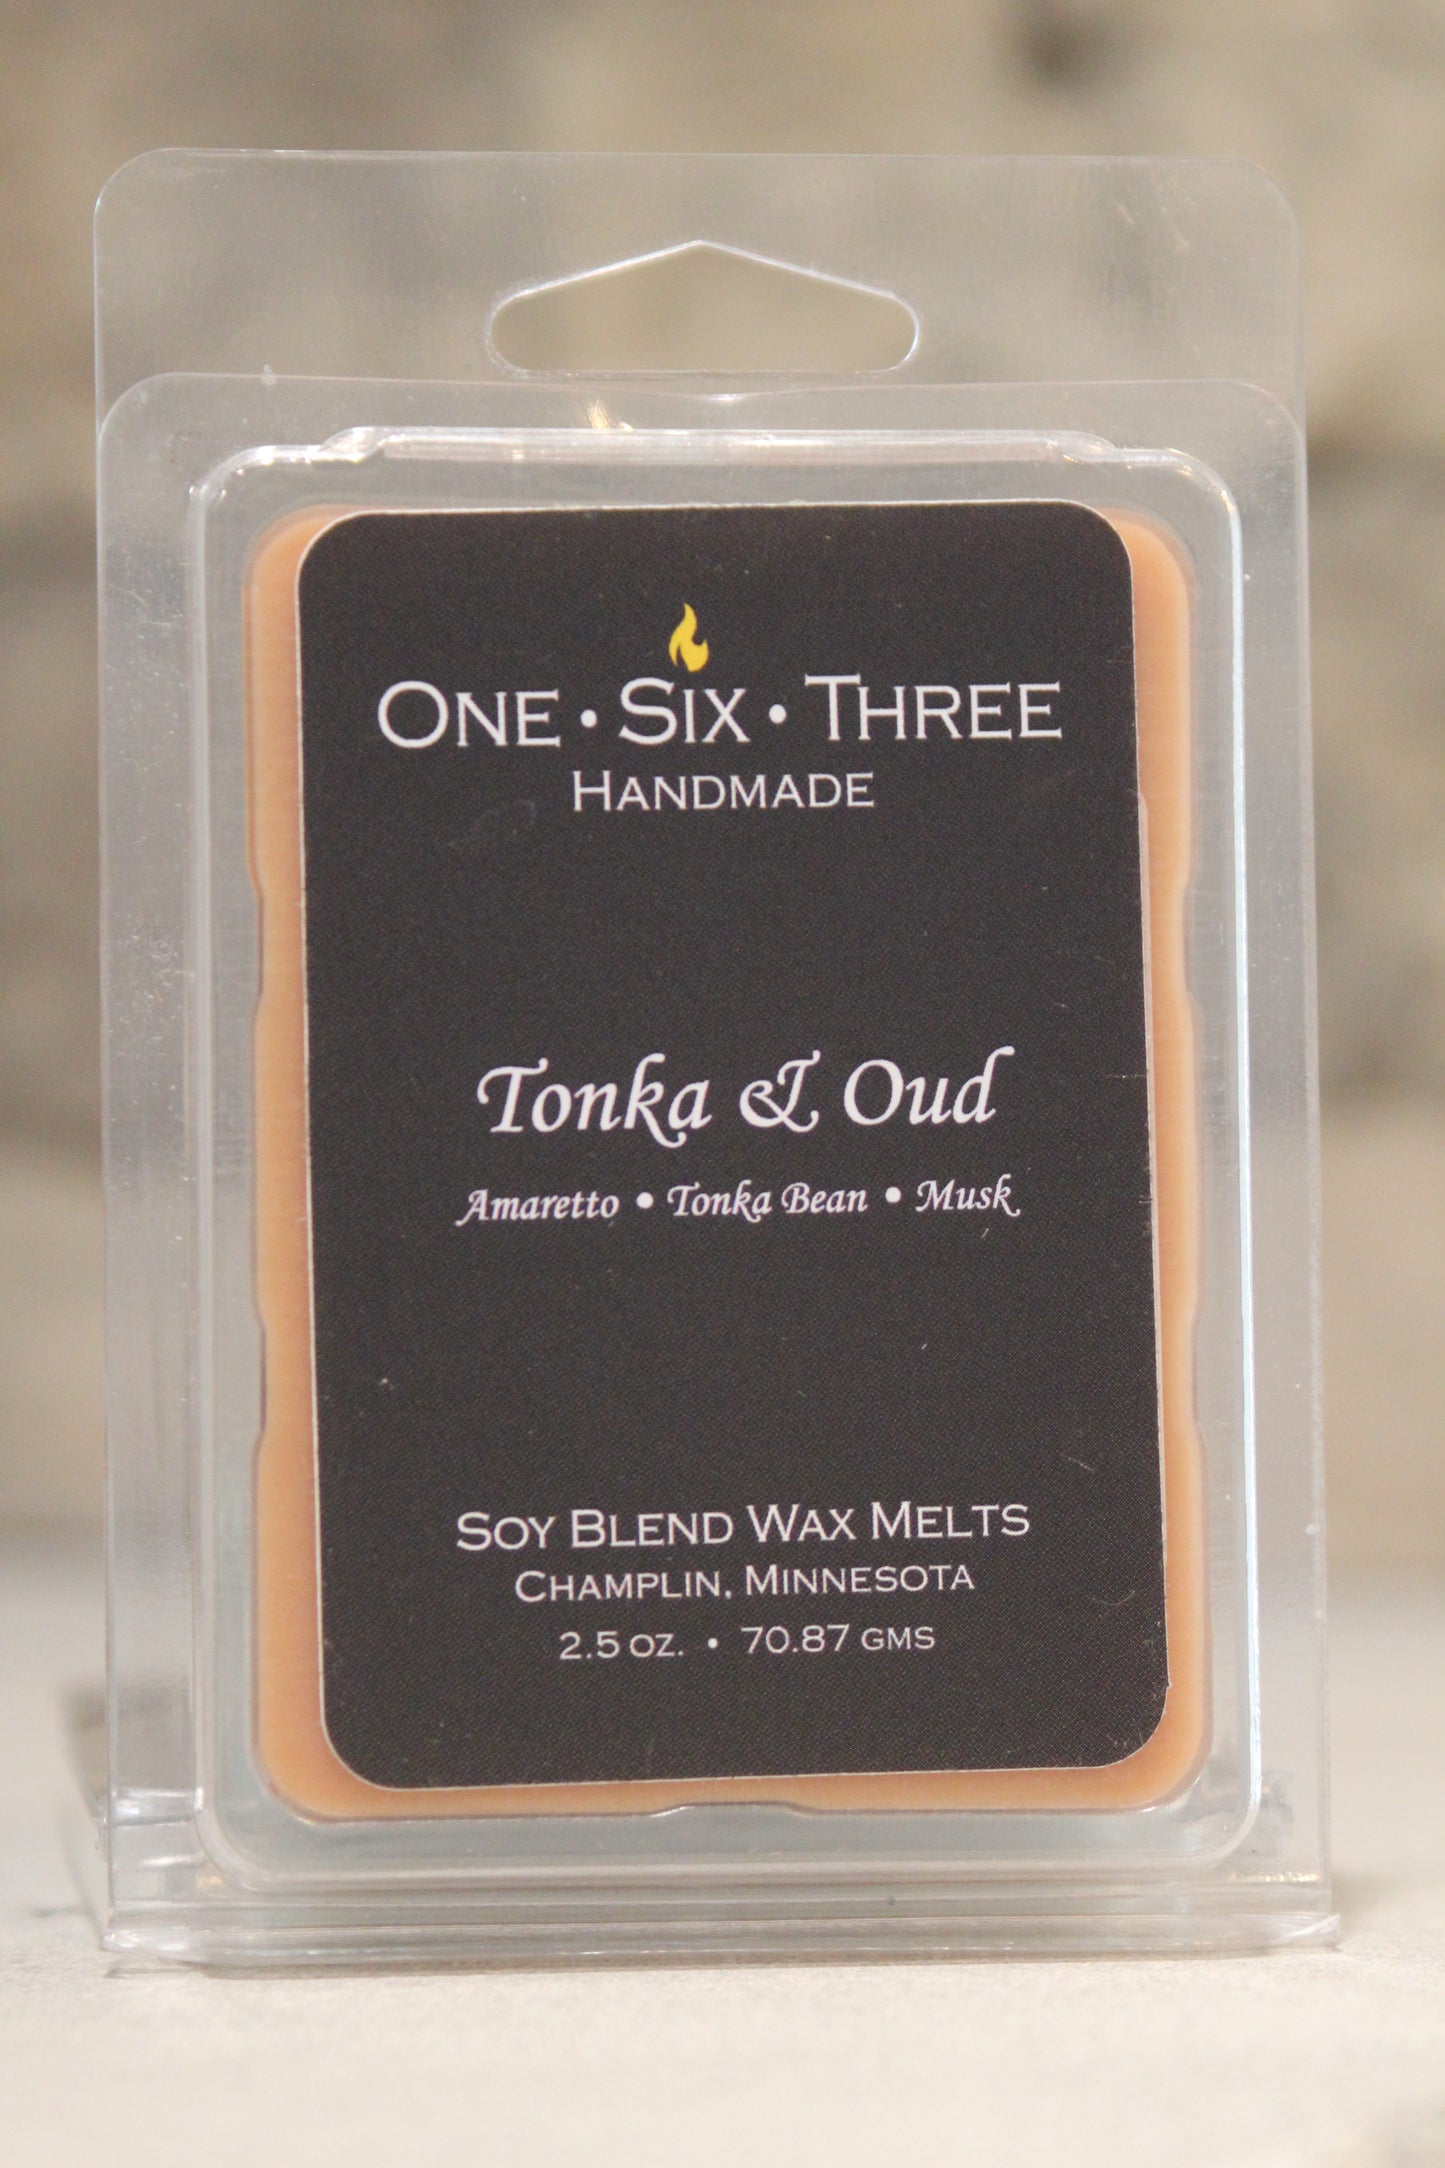 One • Six • Three
Handmade
Tonka & Oud
Amaretto • Tonka Bean • Musk
Soy Blend Wax Melts
Champlin, Minnesota
2.5 oz. • 70.87 gms